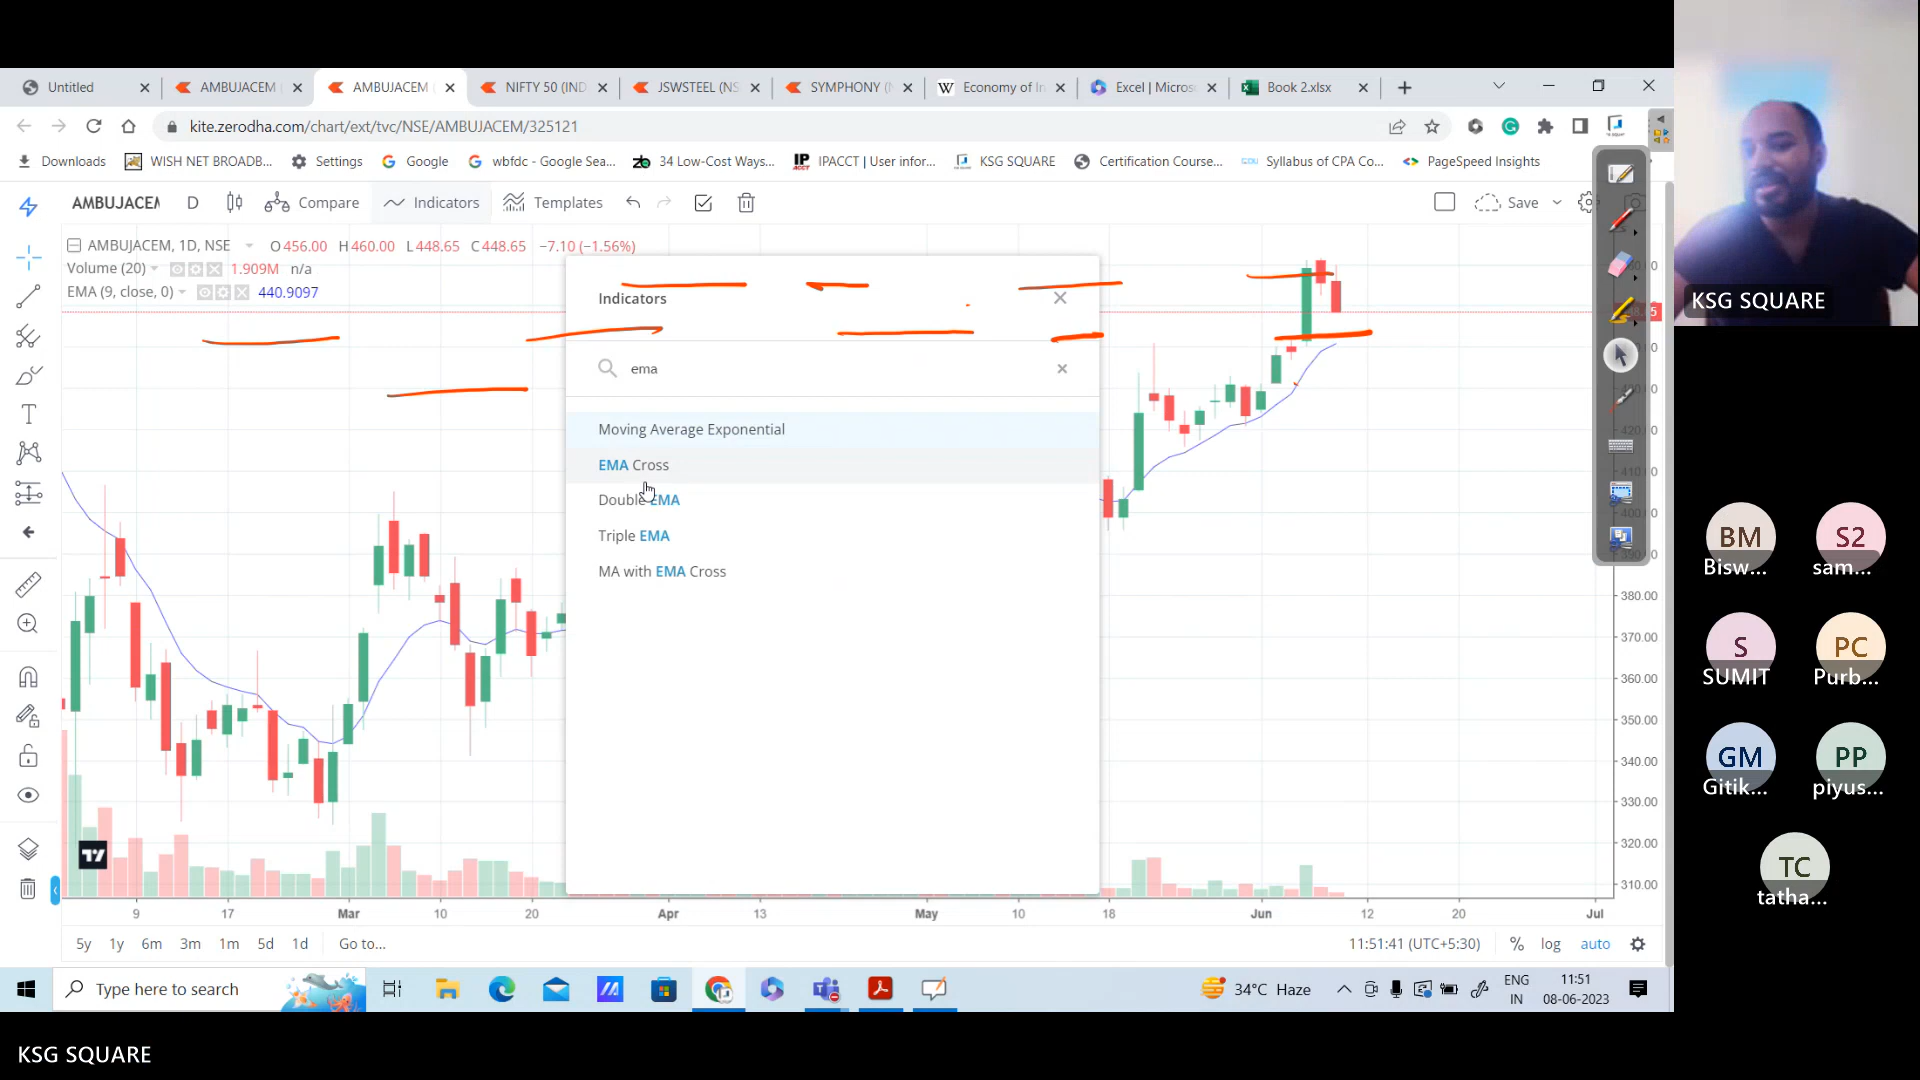 Untitled
AMBUJACEM (
AMBUJACEM (
NIFTY 50 (IND
JSWSTEEL (NS
SYMPHONY (
Economy of In
Excel | Micros
Book 2.xlsx
kite.zerodha.com/chart/ext/tvc/NSE/AMBUJACEM/325121
Downloads
WISH NET BROADB...
Settings
Google
wbfdc - Google Sea...
34 Low-Cost Ways...
IPACCT | User infor...
KSG SQUARE
Certification Course...
Syllabus of CPA Co...
PageSpeed Insights
AMBUJACEM
D
Compare
Indicators
Templates
Save
AMBUJACEM, 1D, NSE O456.00 H460.00 L448.65 C448.65 −7.10 (−1.56%)
Volume (20) 1.909M n/a
EMA (9, close, 0) 440.9097
Indicators
ema
Moving Average Exponential
EMA Cross
Double EMA
Triple EMA
MA with EMA Cross
400.00
380.00
370.00
360.00
350.00
340.00
330.00
320.00
310.00
9 17 Mar 10 20 Apr 13 May 10 18 Jun 12 20 Jul
5y 1y 6m 3m 1m 5d 1d Go to...
11:51:41 (UTC+5:30) % log auto
Type here to search
34°C Haze
ENG
IN
11:51
08-06-2023
KSG SQUARE
BM
Bisw...
S2
sam...
S
SUMIT
PC
Purb...
GM
Gitik...
PP
piyus...
TC
tatha...
KSG SQUARE